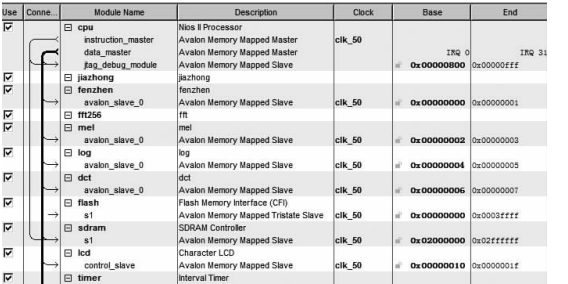 Use Conne... Module Name Description Clock Base End
cpu Nios II Processor
instruction_master Avalon Memory Mapped Master clk_50
data_master Avalon Memory Mapped Master IRQ 0 IRQ 31
jtag_debug_module Avalon Memory Mapped Slave 0x00000800 0x00000fff
jiazhong jiazhong
fenzhen fenzhen
avalon_slave_0 Avalon Memory Mapped Slave clk_50 0x00000000 0x00000001
fft256 fft
mel mel
avalon_slave_0 Avalon Memory Mapped Slave clk_50 0x00000002 0x00000003
log log
avalon_slave_0 Avalon Memory Mapped Slave clk_50 0x00000004 0x00000005
dct dct
avalon_slave_0 Avalon Memory Mapped Slave clk_50 0x00000006 0x00000007
flash Flash Memory Interface (CFI)
s1 Avalon Memory Mapped Tristate Slave clk_50 0x00000000 0x0003ffff
sdram SDRAM Controller
s1 Avalon Memory Mapped Slave clk_50 0x02000000 0x02ffffff
lcd Character LCD
control_slave Avalon Memory Mapped Slave clk_50 0x00000010 0x0000001f
timer Interval Timer